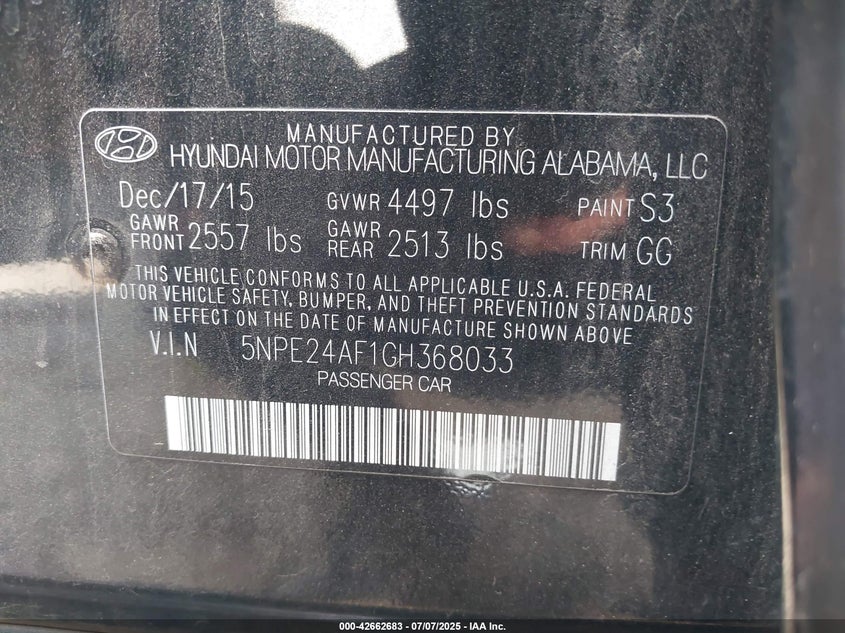 MANUFACTURED BY
HYUNDAI MOTOR MANUFACTURING ALABAMA, LLC
Dec/17/15 GVWR 4497 lbs PAINT S3
GAWR FRONT 2557 lbs GAWR REAR 2513 lbs TRIM GG
THIS VEHICLE CONFORMS TO ALL APPLICABLE U.S.A. FEDERAL
MOTOR VEHICLE SAFETY, BUMPER, AND THEFT PREVENTION STANDARDS
IN EFFECT ON THE DATE OF MANUFACTURE SHOWN ABOVE
V.I.N 5NPE24AF1GH368033
PASSENGER CAR
000-42662683 - 07/07/2025 - IAA Inc.